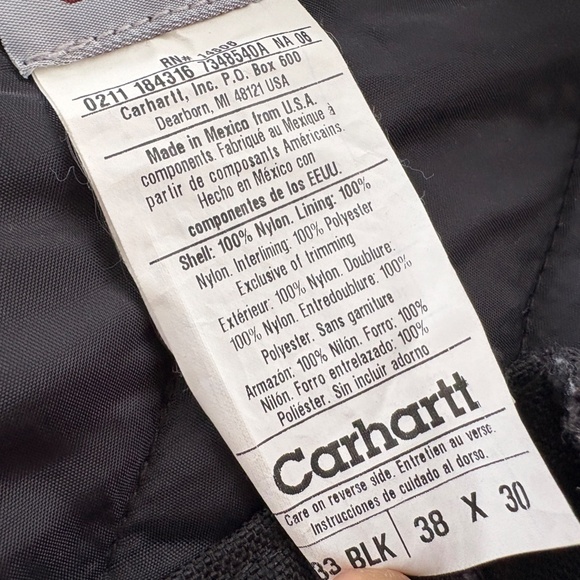 RN# 14806
0211 184316 7348540A NA 06
Carhartt, Inc. P.O. Box 600
Dearborn, MI 48121 USA
Made in Mexico from U.S.A.
components. Fabriqué au Mexique à
partir de composants Américains.
Hecho en México con
componentes de los EEUU.
Shell: 100% Nylon. Lining: 100%
Nylon. Interlining: 100% Polyester
Exclusive of trimming
Extérieur: 100% Nylon. Doublure:
100% Nylon. Entredoublure: 100%
Polyester. Sans garniture
Armazón: 100% Nilón. Forro: 100%
Nilón. Forro entrelazado: 100%
Poliéster. Sin incluir adorno
Carhartt
Care on reverse side. Entretien au verso.
Instrucciones de cuidado al dorso.
BLK 38 X 30